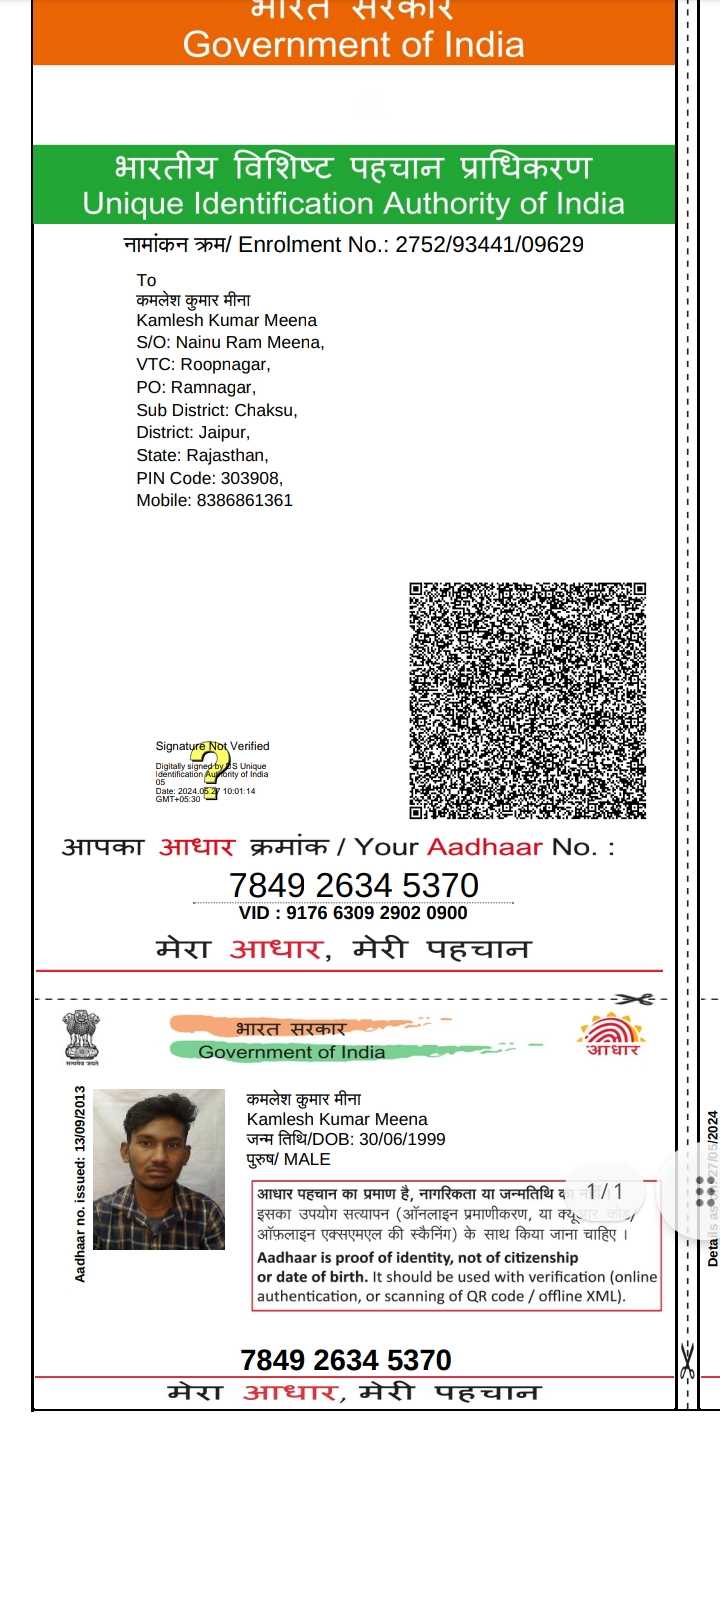 भारत सरकार
Government of India
भारतीय विशिष्ट पहचान प्राधिकरण
Unique Identification Authority of India
नामांकन क्रम/ Enrolment No.: 2752/93441/09629
To
कमलेश कुमार मीना
Kamlesh Kumar Meena
S/O: Nainu Ram Meena,
VTC: Roopnagar,
PO: Ramnagar,
Sub District: Chaksu,
District: Jaipur,
State: Rajasthan,
PIN Code: 303908,
Mobile: 8386861361
Signature Not Verified
Digitally signed by DS Unique
Identification Authority of India
05
Date: 2024.05.27 10:01:14
GMT+05:30
आपका आधार क्रमांक / Your Aadhaar No. :
7849 2634 5370
VID : 9176 6309 2902 0900
मेरा आधार, मेरी पहचान
भारत सरकार
Government of India
सत्यमेव जयते
आधार
Aadhaar no. issued: 13/09/2013
कमलेश कुमार मीना
Kamlesh Kumar Meena
जन्म तिथि/DOB: 30/06/1999
पुरुष/ MALE
आधार पहचान का प्रमाण है, नागरिकता या जन्मतिथि का नहीं।
1/1
इसका उपयोग सत्यापन (ऑनलाइन प्रमाणीकरण, या क्यूआर कोड/
ऑफ़लाइन एक्सएमएल की स्कैनिंग) के साथ किया जाना चाहिए ।
Aadhaar is proof of identity, not of citizenship
or date of birth. It should be used with verification (online
authentication, or scanning of QR code / offline XML).
Details as on: 27/05/2024
7849 2634 5370
मेरा आधार, मेरी पहचान